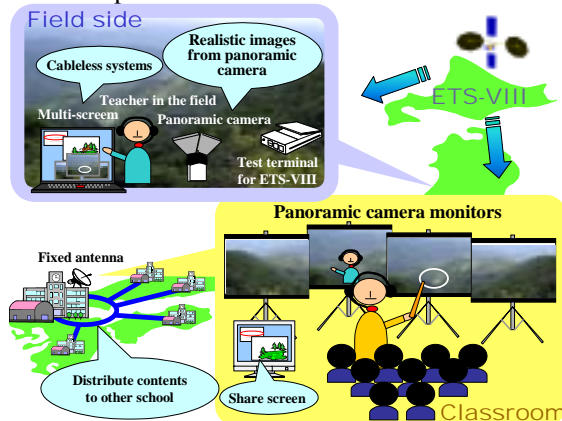 Field side
Realistic images
from panoramic
camera
Cableless systems
Teacher in the field
Multi-screem
Panoramic camera
Test terminal
for ETS-VIII
ETS-VIII
Panoramic camera monitors
Fixed antenna
Distribute contents
to other school
Share screen
Classroom